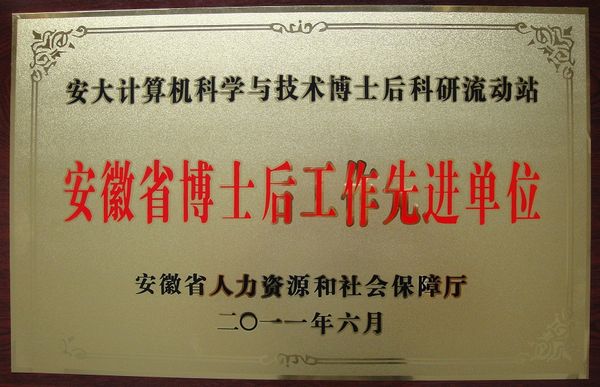 安大计算机科学与技术博士后科研流动站
安徽省博士后工作先进单位
安徽省人力资源和社会保障厅
二〇一一年六月